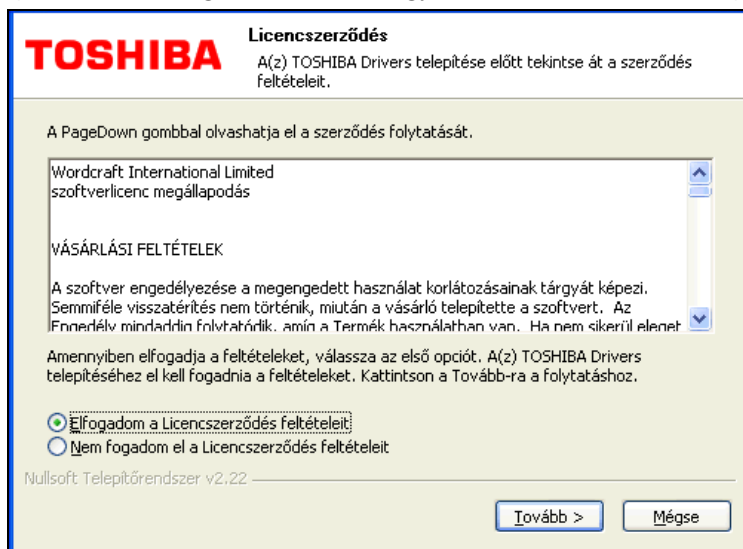 TOSHIBA
Licencszerződés
A(z) TOSHIBA Drivers telepítése előtt tekintse át a szerződés
feltételeit.
A PageDown gombbal olvashatja el a szerződés folytatását.
Wordcraft International Limited
szoftverlicenc megállapodás
VÁSÁRLÁSI FELTÉTELEK
A szoftver engedélyezése a megengedett használat korlátozásainak tárgyát képezi.
Semmiféle visszatérítés nem történik, miután a vásárló telepítette a szoftvert. Az
Engedély mindaddig folytatódik, amíg a Termék használatban van. Ha nem sikerül eleget
Amennyiben elfogadja a feltételeket, válassza az első opciót. A(z) TOSHIBA Drivers
telepítéséhez el kell fogadnia a feltételeket. Kattintson a Tovább-ra a folytatáshoz.
Elfogadom a Licencszerződés feltételeit
Nem fogadom el a Licencszerződés feltételeit
Nullsoft Telepítőrendszer v2.22
Tovább >
Mégse